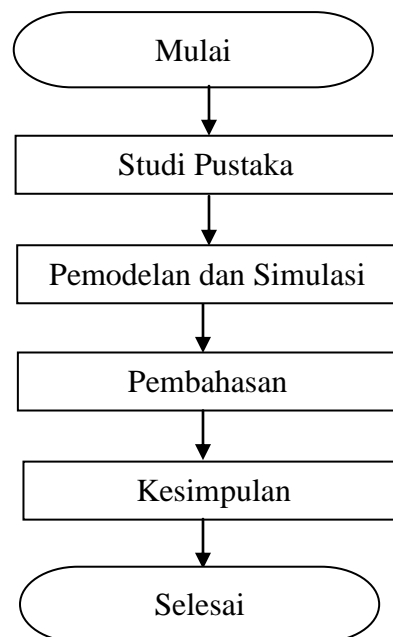 Mulai
Studi Pustaka
Pemodelan dan Simulasi
Pembahasan
Kesimpulan
Selesai